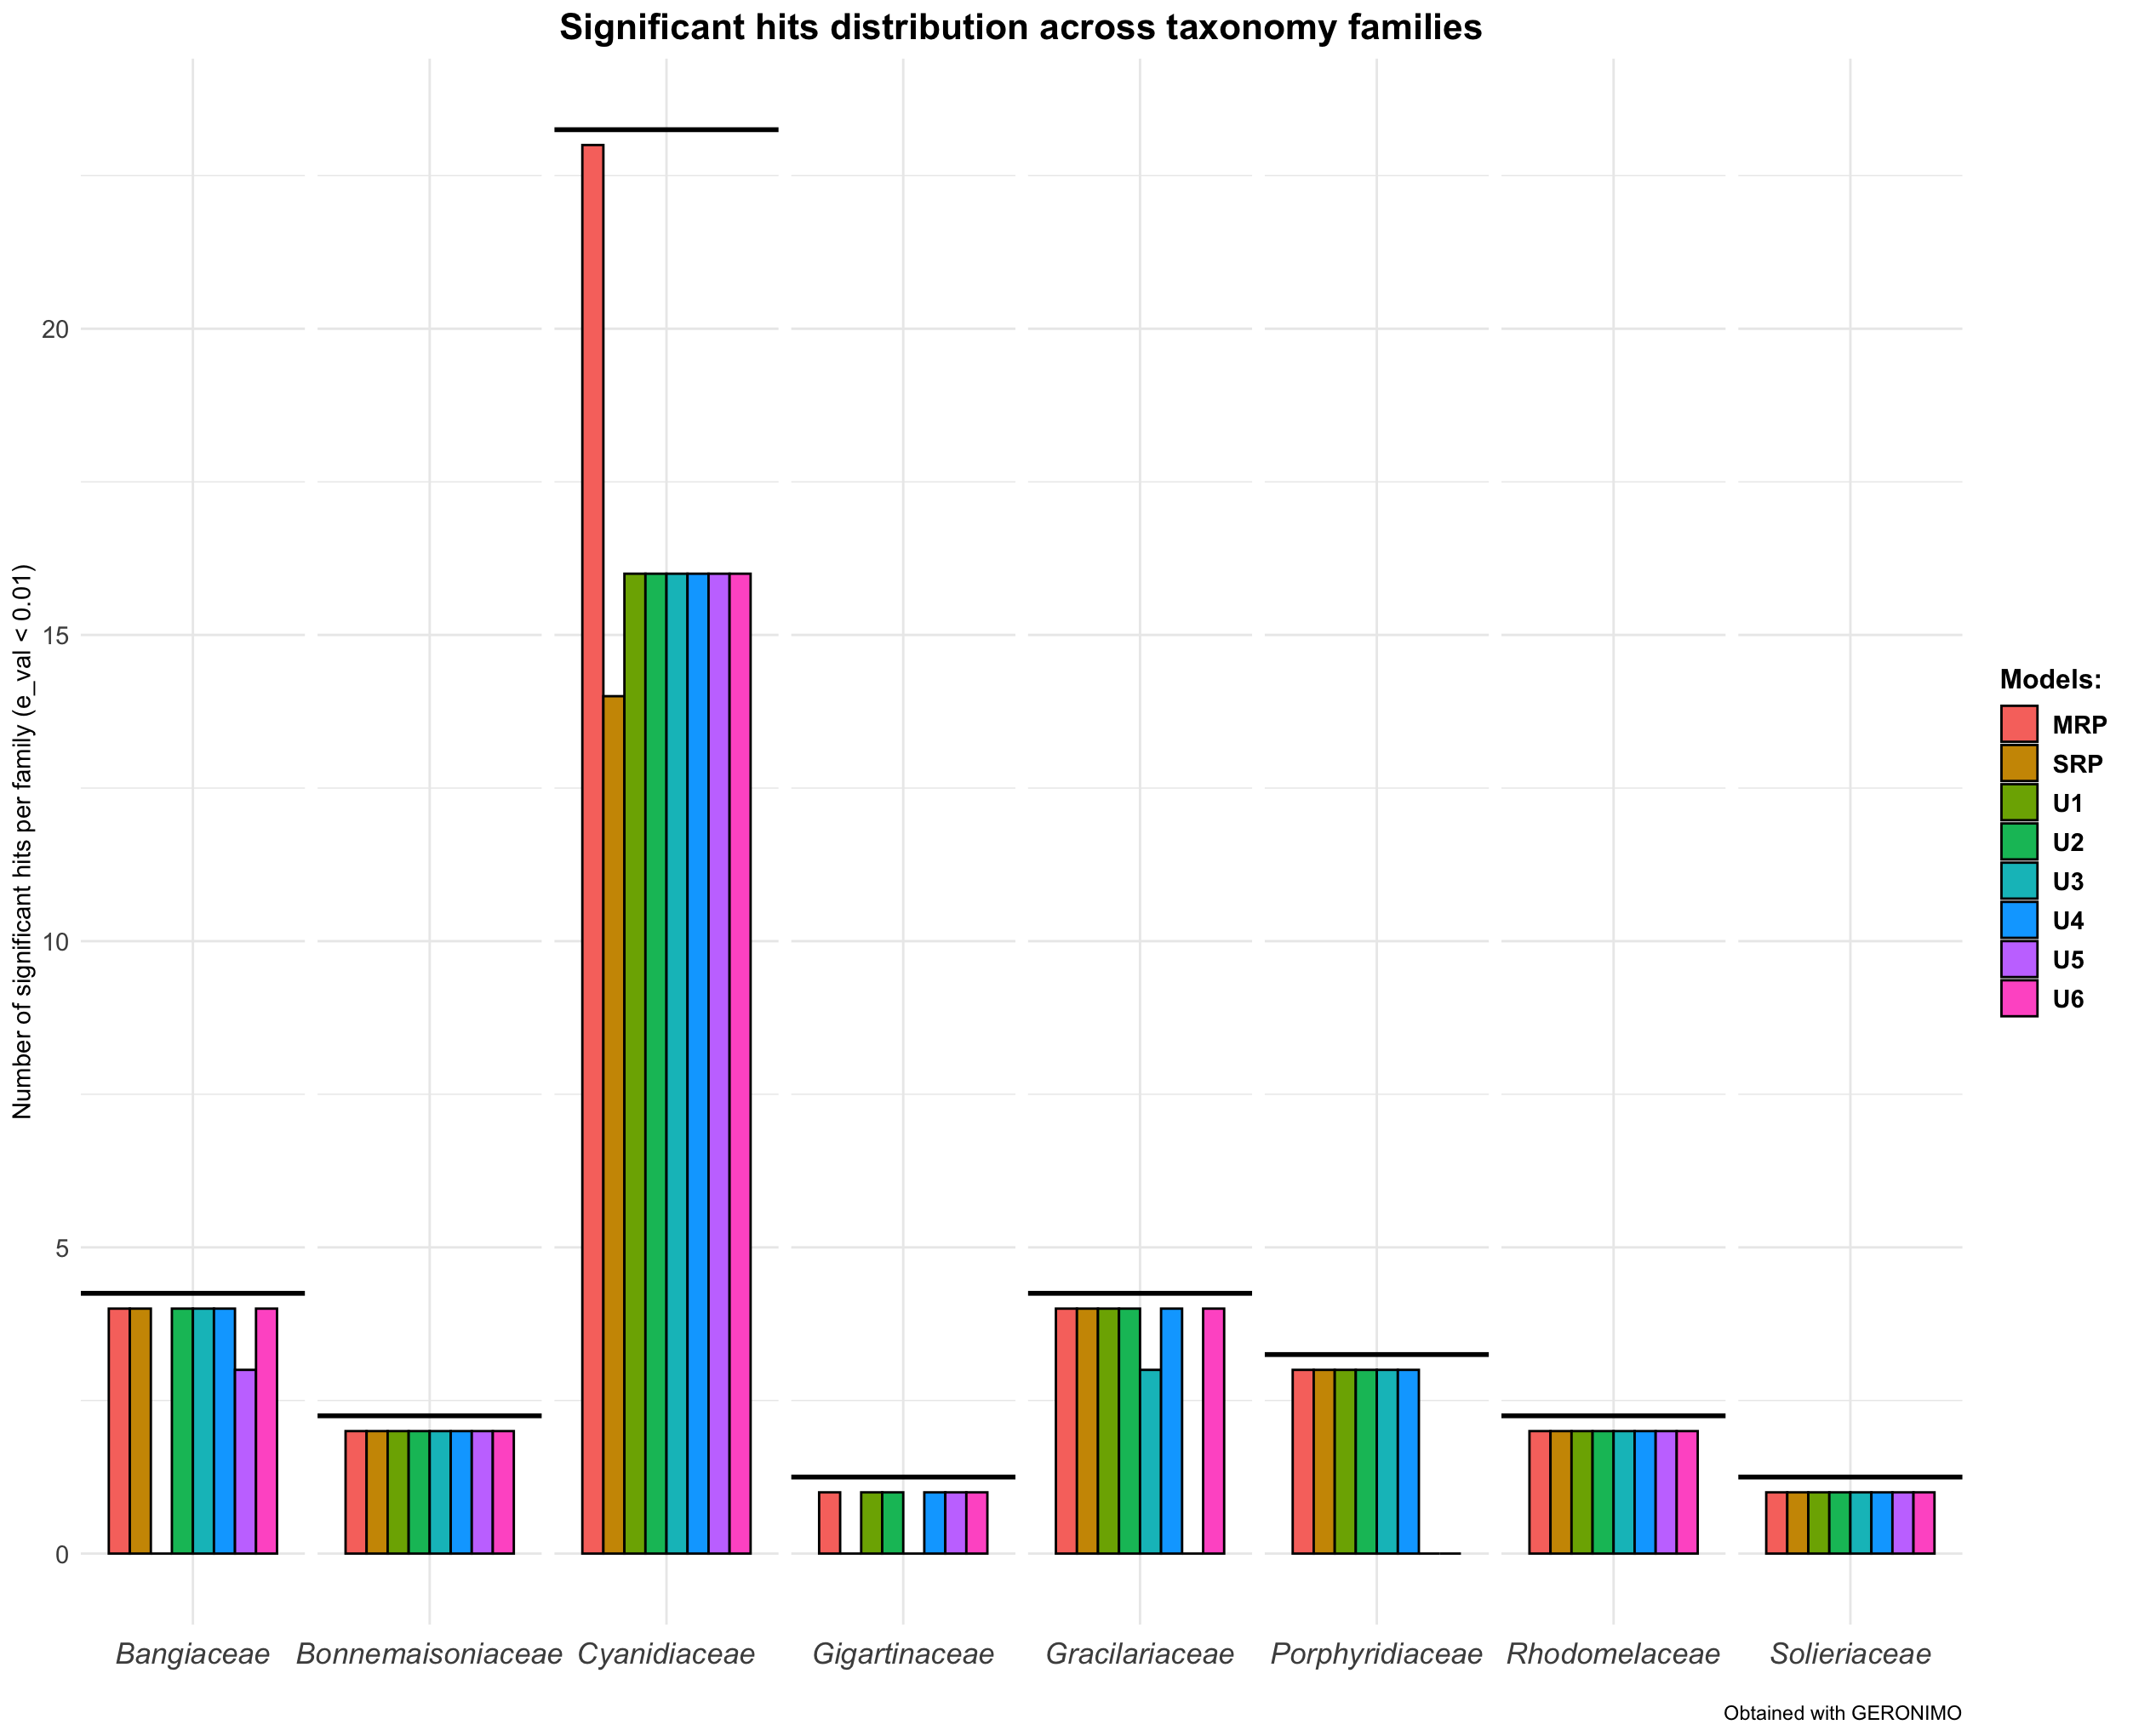 Significant hits distribution across taxonomy families
Number of significant hits per family (e_val < 0.01)
20
15
10
5
0
Bangiaceae
Bonnemaisoniaceae
Cyanidiaceae
Gigartinaceae
Gracilariaceae
Porphyridiaceae
Rhodomelaceae
Solieriaceae
Models:
MRP
SRP
U1
U2
U3
U4
U5
U6
Obtained with GERONIMO